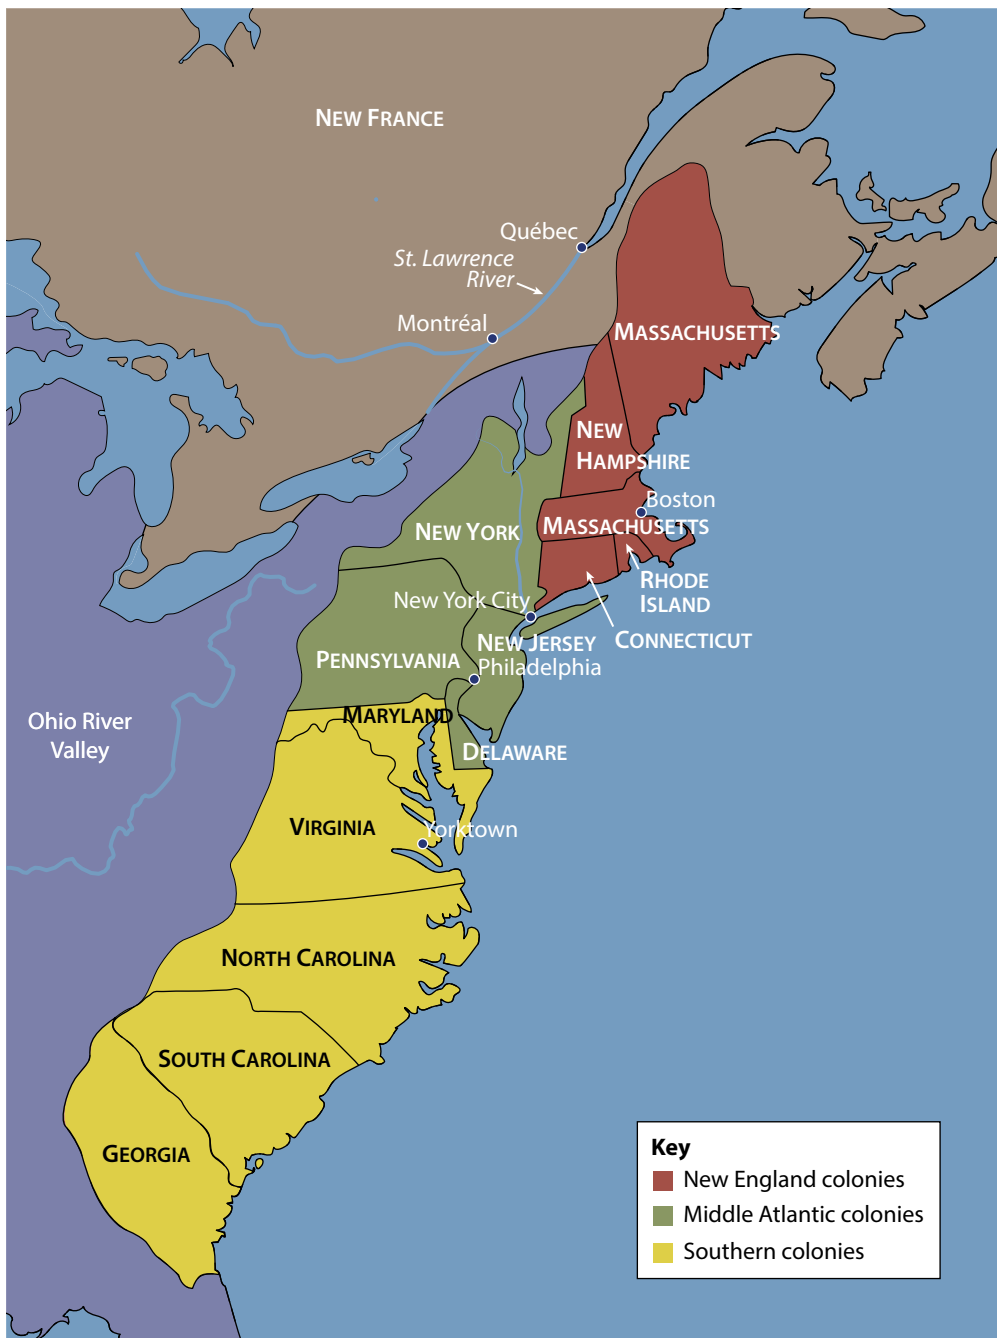 NEW FRANCE
Québec
St. Lawrence
River
Montréal
MASSACHUSETTS
NEW
HAMPSHIRE
Boston
MASSACHUSETTS
NEW YORK
RHODE
ISLAND
New York City
CONNECTICUT
NEW JERSEY
PENNSYLVANIA
Philadelphia
MARYLAND
Ohio River
Valley
DELAWARE
VIRGINIA
Yorktown
NORTH CAROLINA
SOUTH CAROLINA
GEORGIA
Key
New England colonies
Middle Atlantic colonies
Southern colonies